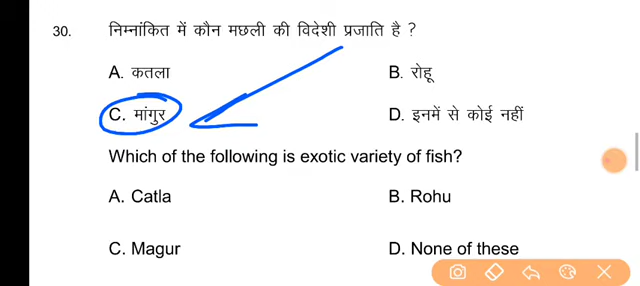 30. निम्नांकित में कौन मछली की विदेशी प्रजाति है ?
A. कतला B. रोहू
C. मांगुर D. इनमें से कोई नहीं
Which of the following is exotic variety of fish?
A. Catla B. Rohu
C. Magur D. None of these